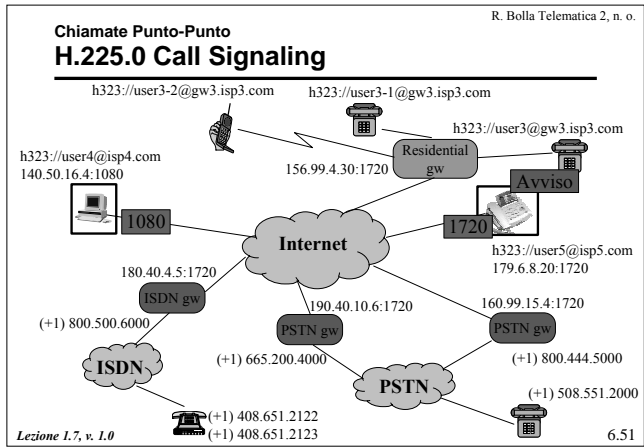 R. Bolla Telematica 2, n. o.
Chiamate Punto-Punto
H.225.0 Call Signaling
h323://user3-2@gw3.isp3.com
h323://user3-1@gw3.isp3.com
h323://user3@gw3.isp3.com
h323://user4@isp4.com
140.50.16.4:1080
156.99.4.30:1720
Residential
gw
Avviso
1080
Internet
1720
h323://user5@isp5.com
179.6.8.20:1720
180.40.4.5:1720
ISDN gw
190.40.10.6:1720
160.99.15.4:1720
(+1) 800.500.6000
PSTN gw
PSTN gw
(+1) 665.200.4000
(+1) 800.444.5000
ISDN
PSTN
(+1) 508.551.2000
(+1) 408.651.2122
(+1) 408.651.2123
Lezione 1.7, v. 1.0
6.51